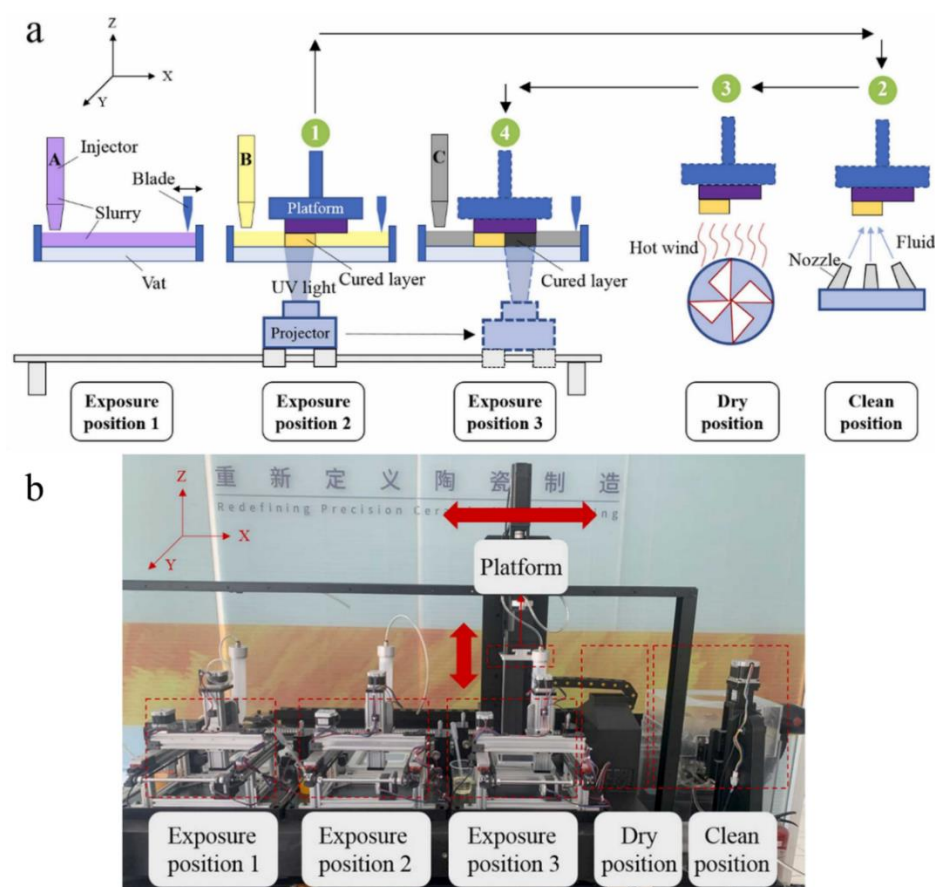 a
Z
X
Y
1
2
3
4
A
Injector
Blade
Slurry
Vat
B
Platform
Cured layer
UV light
Projector
C
Cured layer
Hot wind
Nozzle
Fluid
Exposure
position 1
Exposure
position 2
Exposure
position 3
Dry
position
Clean
position
b
重新定义陶瓷制造
Redefining Precision
Z
X
Y
Platform
Exposure
position 1
Exposure
position 2
Exposure
position 3
Dry
position
Clean
position